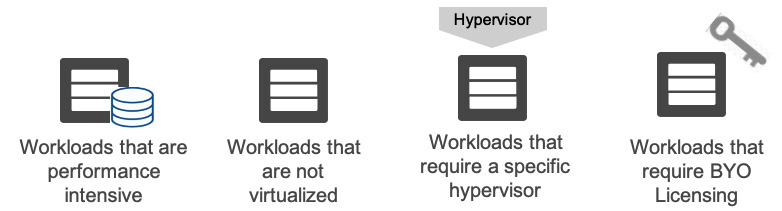 Hypervisor
Workloads that are
performance
intensive
Workloads that
are not
virtualized
Workloads that
require a specific
hypervisor
Workloads that
require BYO
Licensing